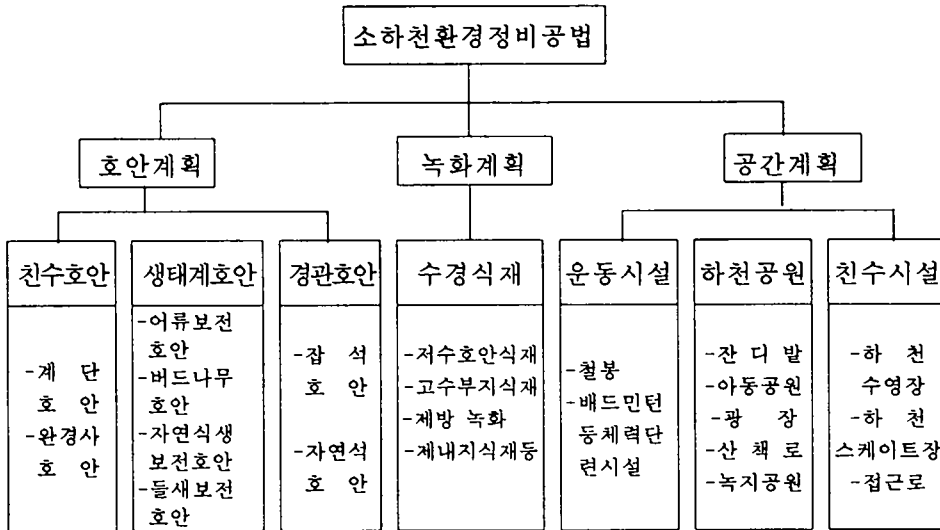 소하천환경정비공법
호안계획
녹화계획
공간계획
친수호안
-계 단
호 안
-완경사
호 안
생태계호안
-어류보전
호안
-버드나무
호안
-자연식생
보전호안
-들새보전
호안
경관호안
-잡 석
호 안
-자연석
호 안
수경식재
-저수호안식재
-고수부지식재
-제방 녹화
-제내지식재등
운동시설
-철봉
-배드민턴
등체력단
련시설
하천공원
-잔 디 발
-아동공원
-광 장
-산 책 로
-녹지공원
친수시설
-하 천
수영장
-하 천
스케이트장
-접근로